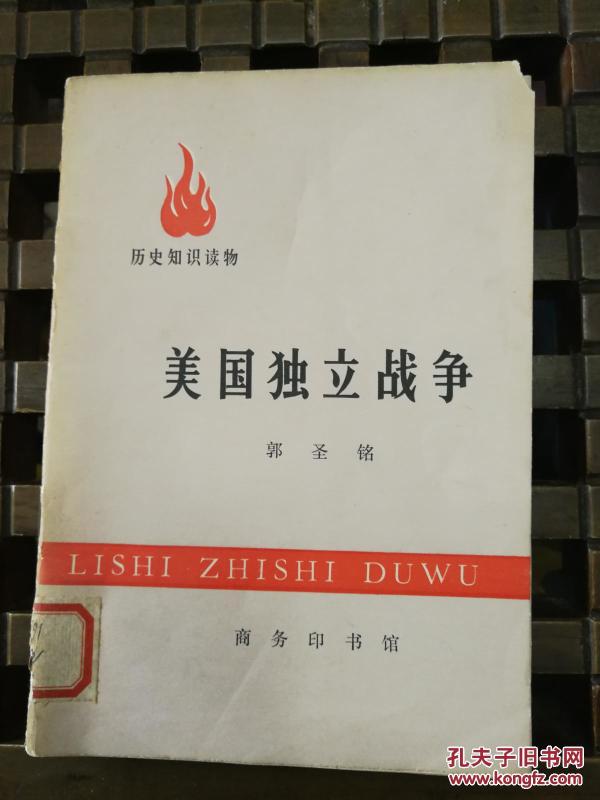 历史知识读物
美国独立战争
郭圣铭
LISHI ZHISHI DUWU
商务印书馆
孔夫子旧书网
www.kongfz.com